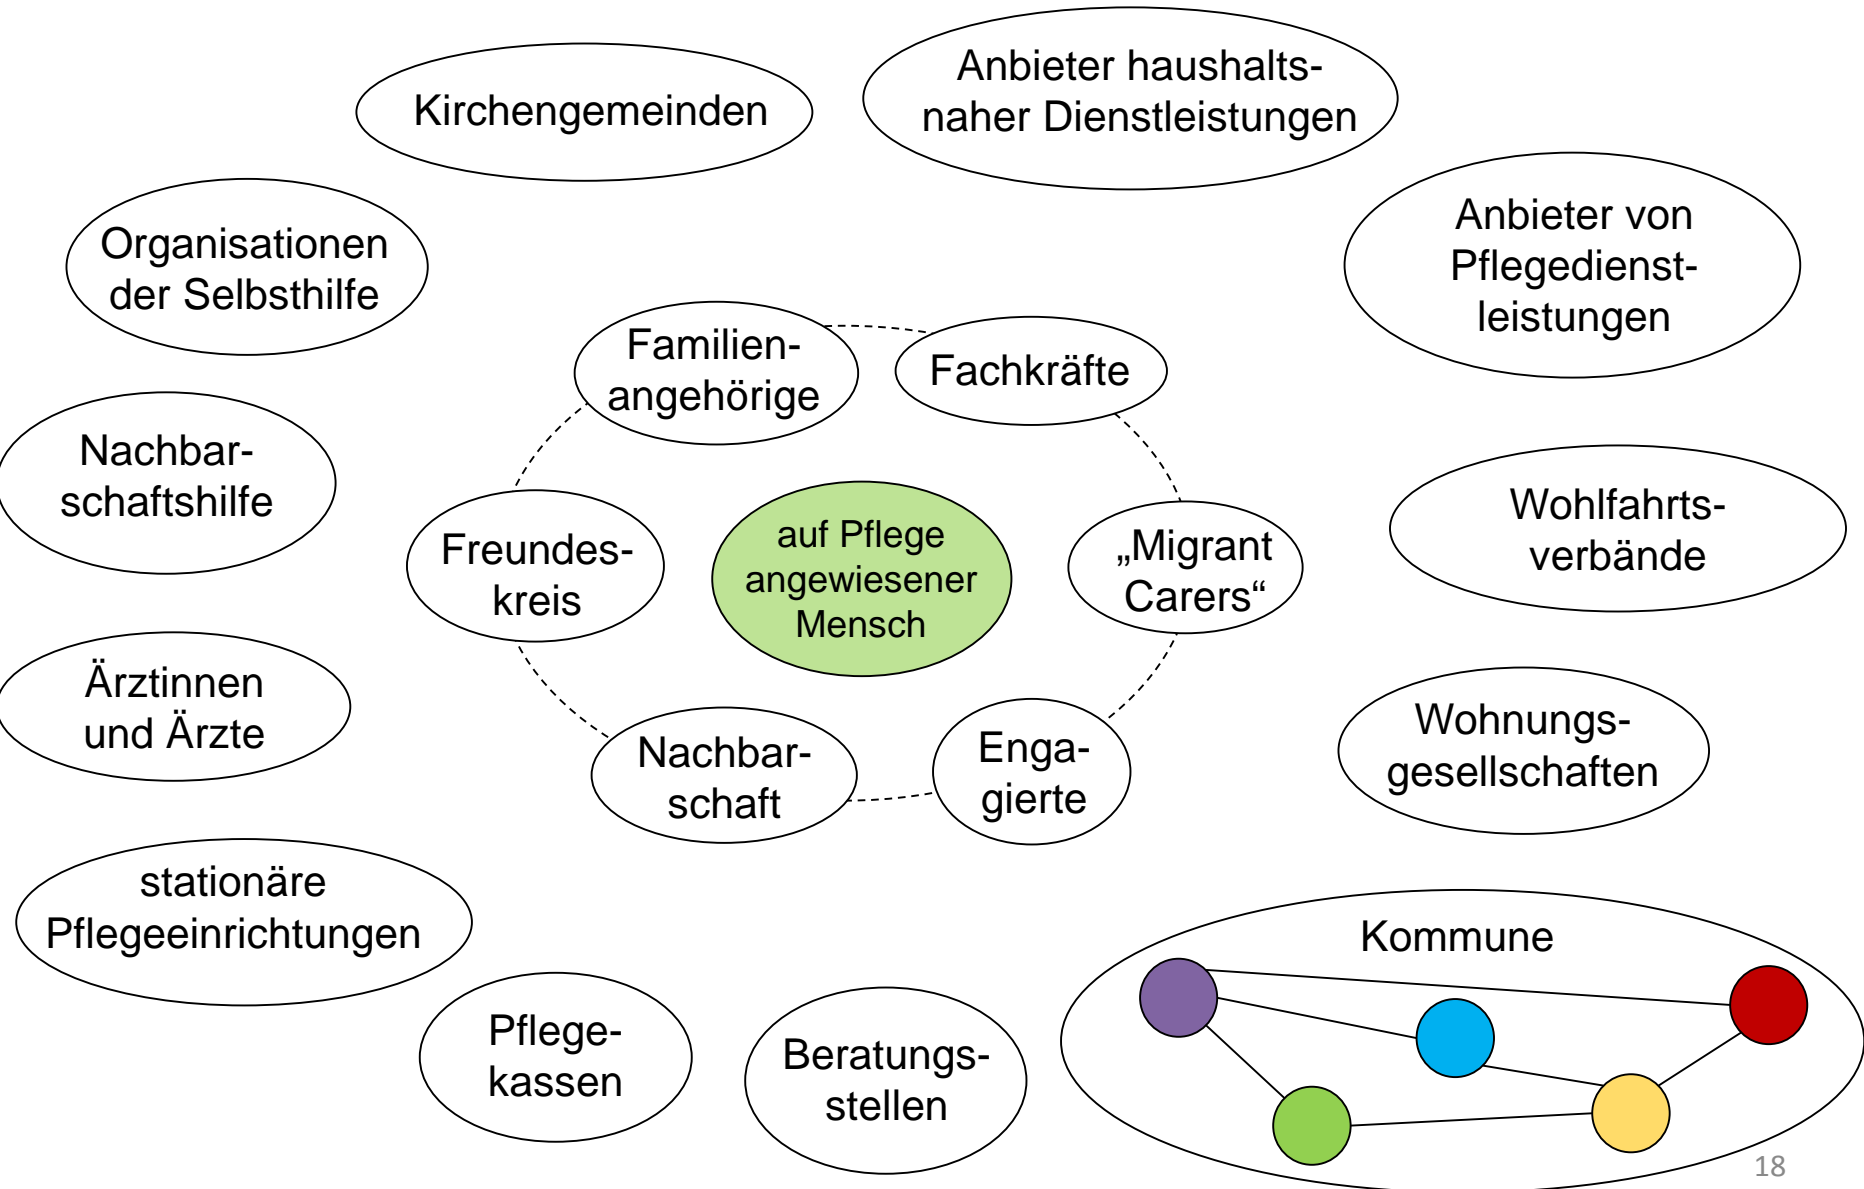 Kirchengemeinden
Anbieter haushalts-
naher Dienstleistungen
Organisationen
der Selbsthilfe
Anbieter von
Pflegedienst-
leistungen
Familien-
angehörige
Fachkräfte
Nachbar-
schaftshilfe
Freundes-
kreis
auf Pflege
angewiesener
Mensch
„Migrant
Carers“
Wohlfahrts-
verbände
Ärztinnen
und Ärzte
Nachbar-
schaft
Enga-
gierte
Wohnungs-
gesellschaften
stationäre
Pflegeeinrichtungen
Pflege-
kassen
Beratungs-
stellen
Kommune
18